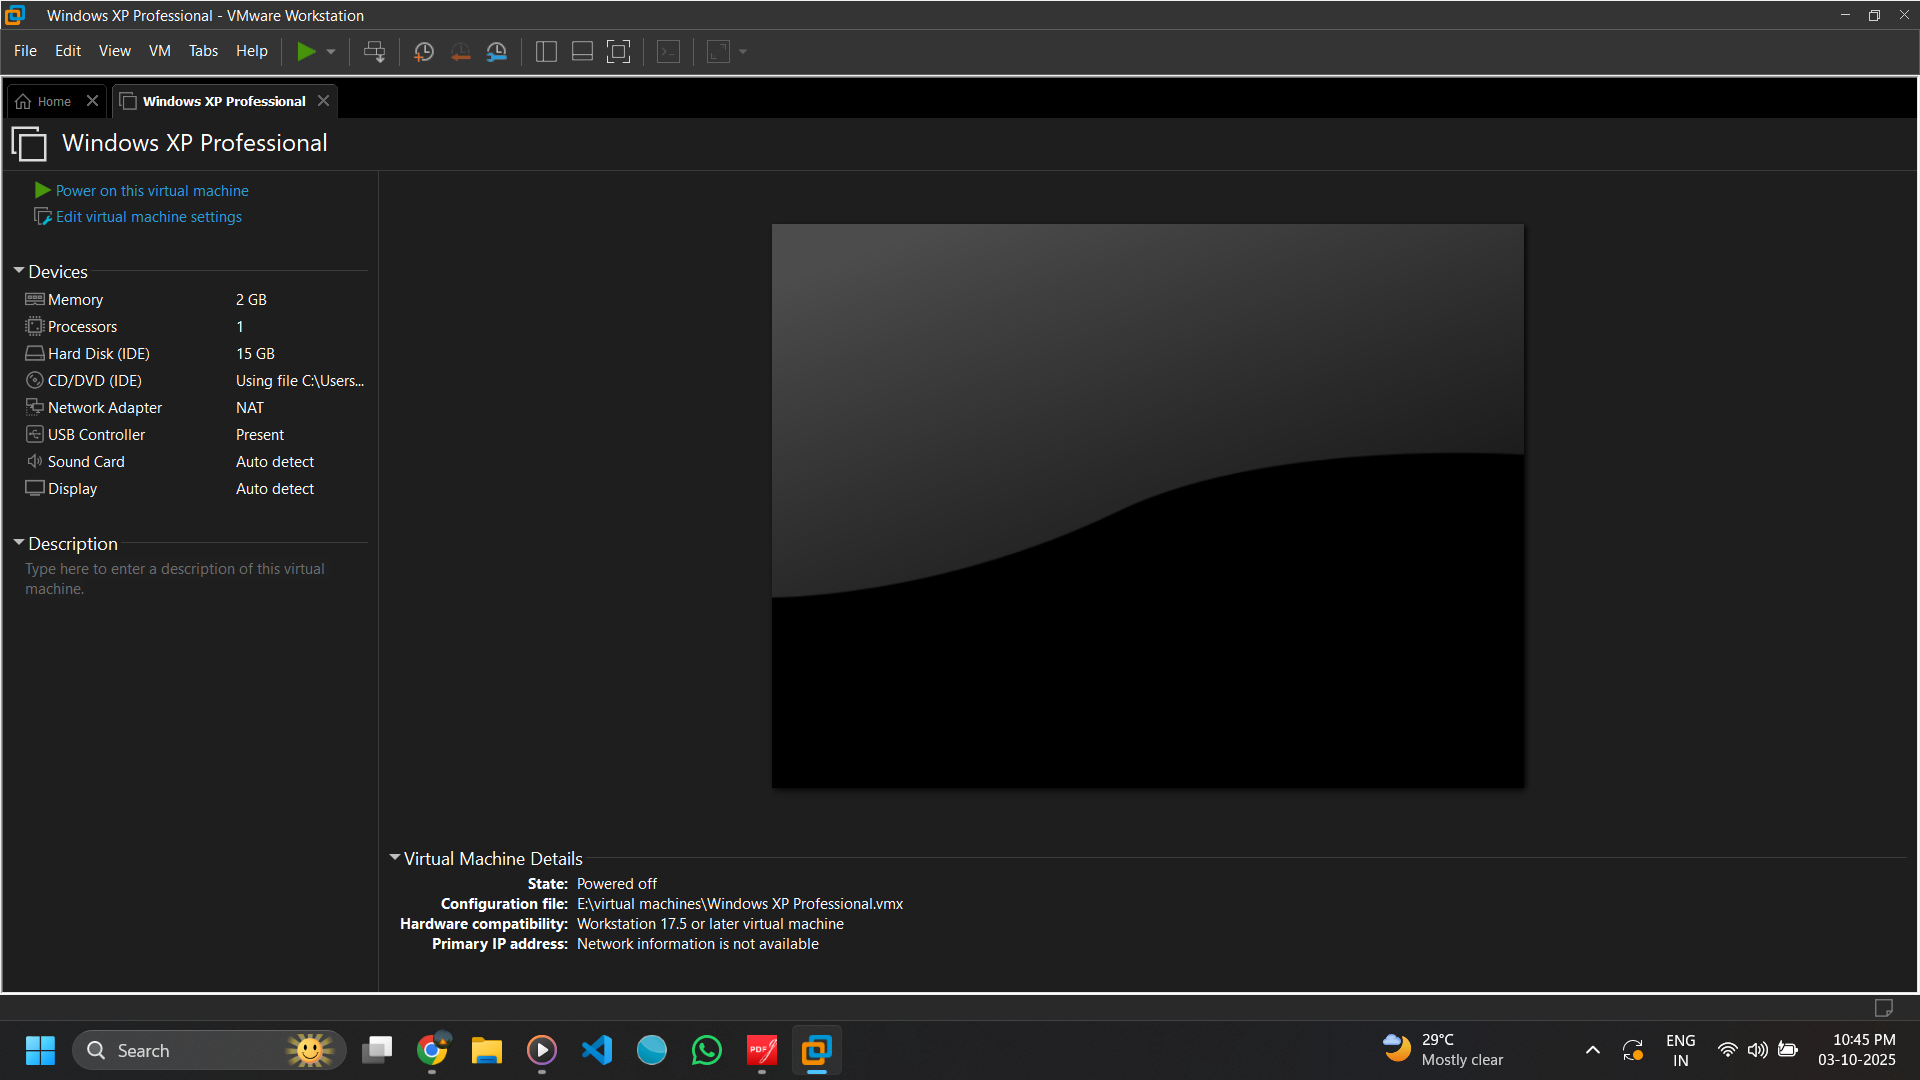 Windows XP Professional - VMware Workstation
File Edit View VM Tabs Help
Home
Windows XP Professional
Windows XP Professional
Power on this virtual machine
Edit virtual machine settings
Devices
Memory 2 GB
Processors 1
Hard Disk (IDE) 15 GB
CD/DVD (IDE) Using file C:\Users...
Network Adapter NAT
USB Controller Present
Sound Card Auto detect
Display Auto detect
Description
Type here to enter a description of this virtual
machine.
Virtual Machine Details
State: Powered off
Configuration file: E:\virtual machines\Windows XP Professional.vmx
Hardware compatibility: Workstation 17.5 or later virtual machine
Primary IP address: Network information is not available
Search
PDF
29°C
Mostly clear
ENG
IN
10:45 PM
03-10-2025